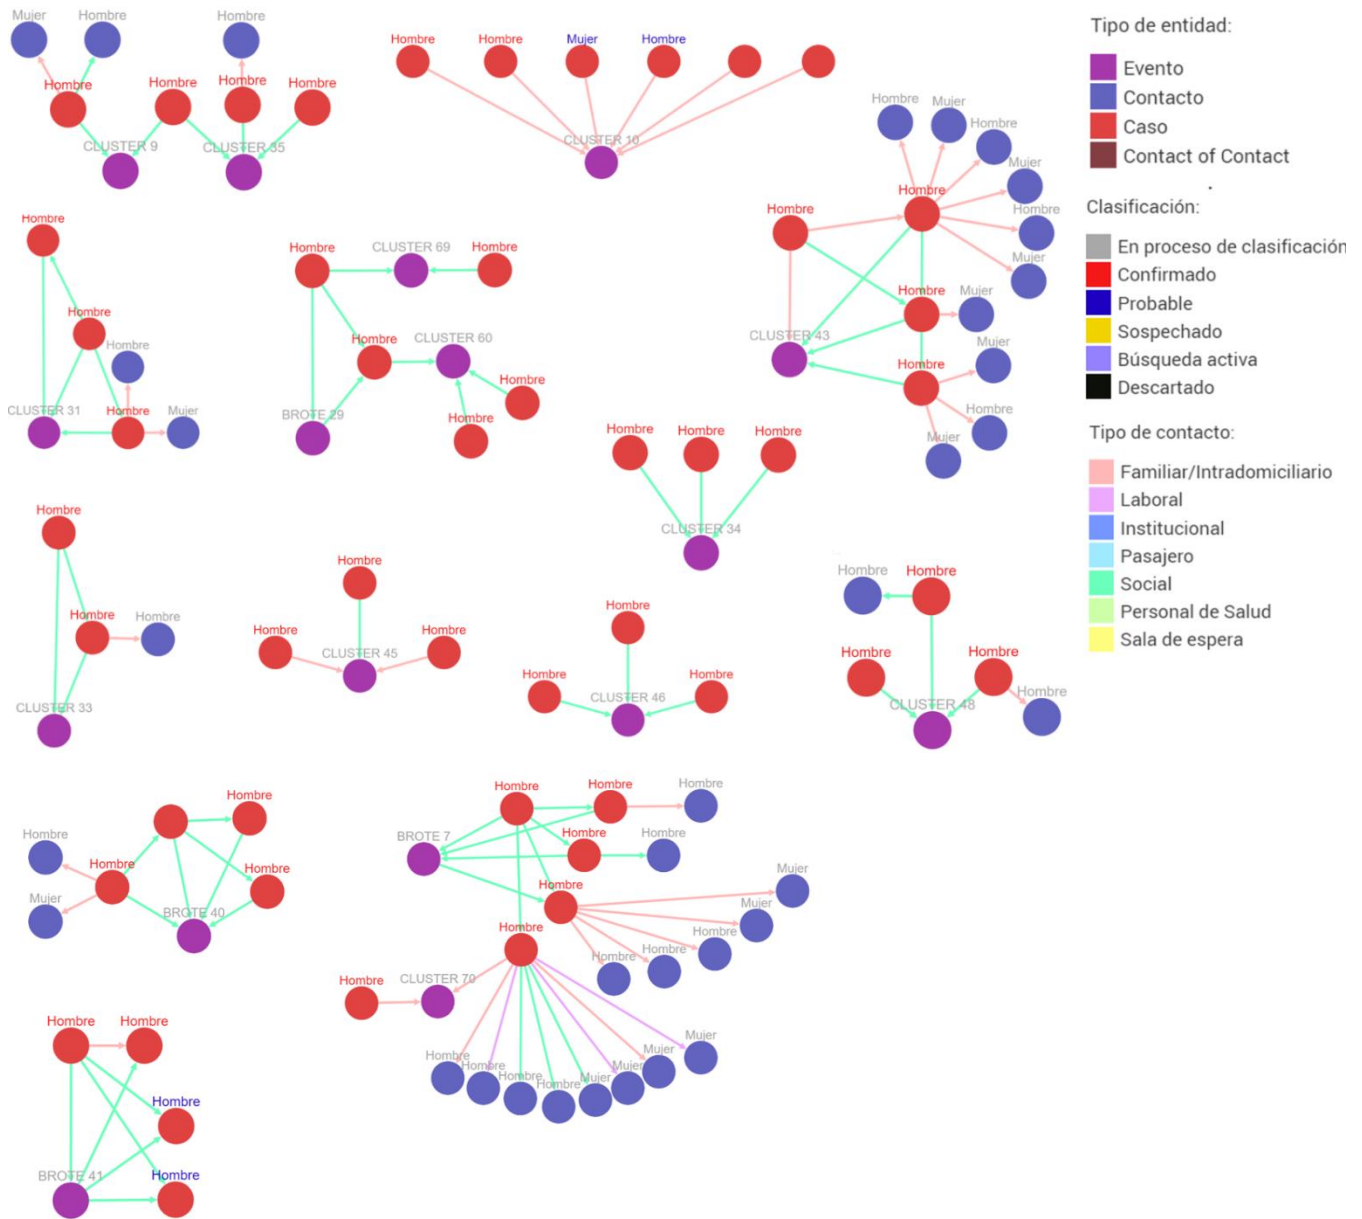 Mujer
Hombre
Hombre
Hombre
Hombre
Hombre
Hombre
CLUSTER 9
CLUSTER 35
Hombre
Hombre
Mujer
Hombre
CLUSTER 10
Hombre
Mujer
Hombre
Mujer
Hombre
Hombre
Hombre
Mujer
Hombre
Mujer
CLUSTER 43
Hombre
Mujer
Hombre
Mujer
Hombre
Hombre
Hombre
CLUSTER 31
Hombre
Mujer
Hombre
CLUSTER 69
Hombre
Hombre
CLUSTER 60
BROTE 29
Hombre
Hombre
Hombre
Hombre
Hombre
CLUSTER 34
Hombre
Hombre
Hombre
CLUSTER 33
Hombre
Hombre
Hombre
CLUSTER 45
Hombre
Hombre
Hombre
CLUSTER 46
Hombre
Hombre
Hombre
Hombre
Hombre
CLUSTER 48
Hombre
Hombre
Hombre
Hombre
Mujer
Hombre
BROTE 40
Hombre
Hombre
Hombre
BROTE 7
Hombre
Hombre
Hombre
Mujer
Mujer
Hombre
Hombre
Hombre
Hombre
Hombre
CLUSTER 70
Hombre
Hombre
Hombre
Hombre
Mujer
Mujer
Mujer
Mujer
Hombre
Hombre
Hombre
BROTE 41
Hombre
Tipo de entidad:
Evento
Contacto
Caso
Contact of Contact
Clasificación:
En proceso de clasificación
Confirmado
Probable
Sospechado
Búsqueda activa
Descartado
Tipo de contacto:
Familiar/Intradomiciliario
Laboral
Institucional
Pasajero
Social
Personal de Salud
Sala de espera